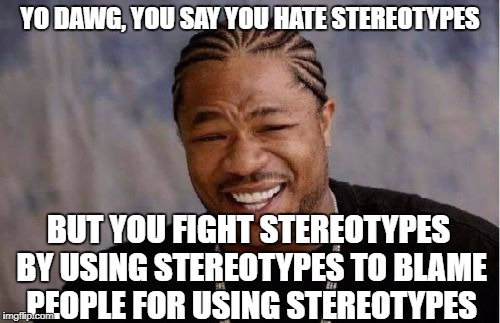 YO DAWG, YOU SAY YOU HATE STEREOTYPES
BUT YOU FIGHT STEREOTYPES
BY USING STEREOTYPES TO BLAME
PEOPLE FOR USING STEREOTYPES
imgflip.com